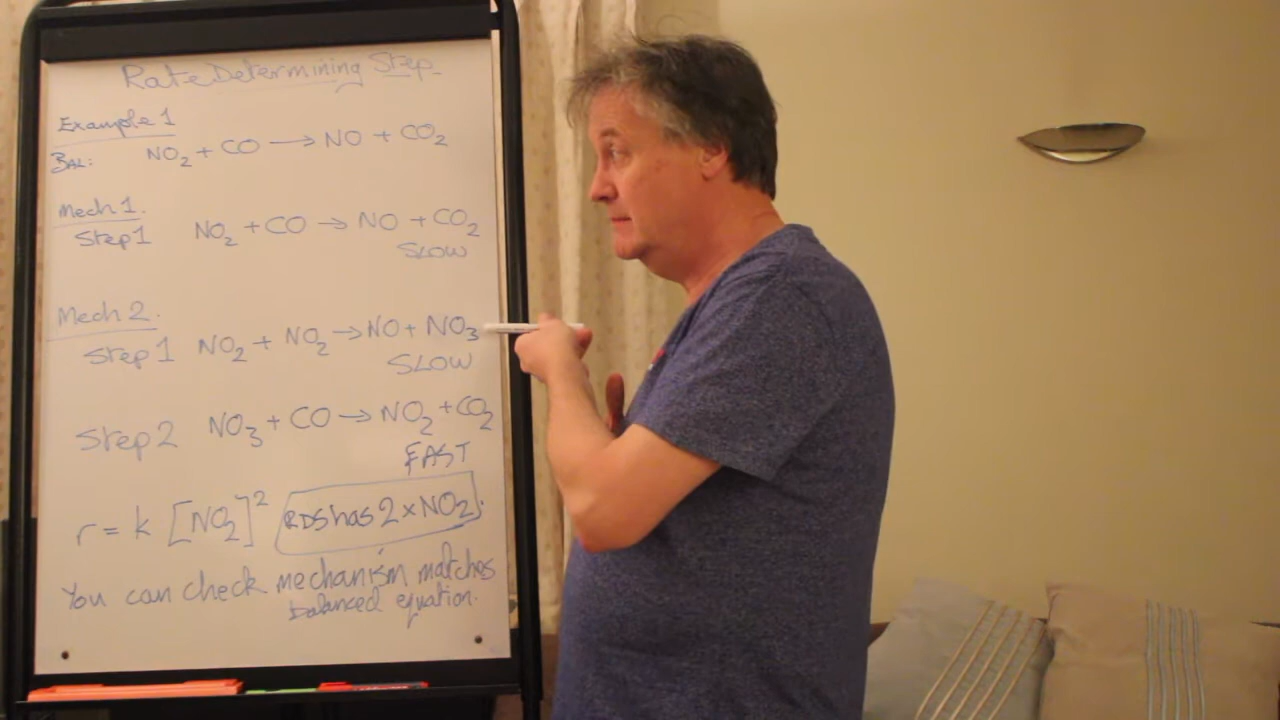 Rate Determining Step
Example 1
BAL: NO₂ + CO → NO + CO₂
Mech 1.
Step 1 NO₂ + CO → NO + CO₂
SLOW
Mech 2.
Step 1 NO₂ + NO₂ → NO + NO₃
SLOW
Step 2 NO₃ + CO → NO₂ + CO₂
FAST
r = k [NO₂]² RDS has 2 × NO₂.
You can check mechanism matches
balanced equation.